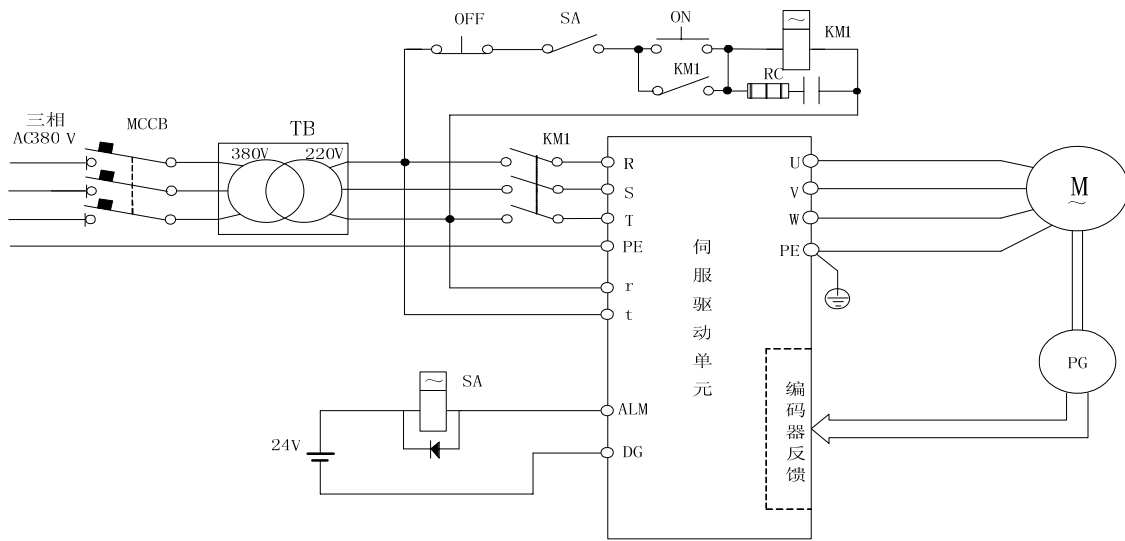 OFF
SA
ON
KM1
KM1
RC
三相
AC380 V
MCCB
TB
380V
220V
KM1
R
S
T
PE
r
t
ALM
DG
伺服驱动单元
U
V
W
PE
M
~
PG
编码器反馈
SA
~
24V
~